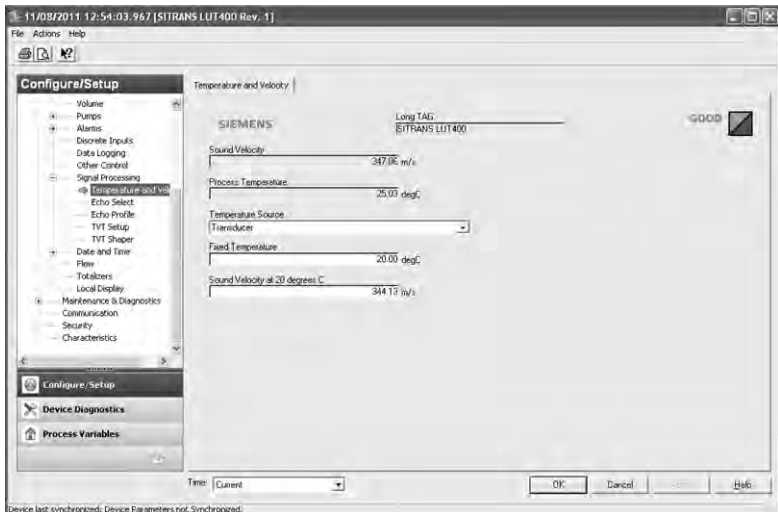 11/08/2011 12:54:03.967 [SITRANS LUT400 Rev. 1]
File Actions Help
Configure/Setup
Volume
Pumps
Alarms
Discrete Inputs
Data Logging
Other Control
Signal Processing
Temperature and Vel
Echo Select
Echo Profile
TVT Setup
TVT Shaper
Date and Time
Flow
Totalizers
Local Display
Maintenance & Diagnostics
Communication
Security
Characteristics
Configure/Setup
Device Diagnostics
Process Variables
Temperature and Velocity
SIEMENS
Long TAG
SITRANS LUT400
GOOD
Sound Velocity
347.06 m/s
Process Temperature
25.03 degC
Temperature Source
Transducer
Fixed Temperature
20.00 degC
Sound Velocity at 20 degrees C
344.13 m/s
Time: Current
OK Cancel Help
Device last synchronized: Device Parameters not Synchronized.